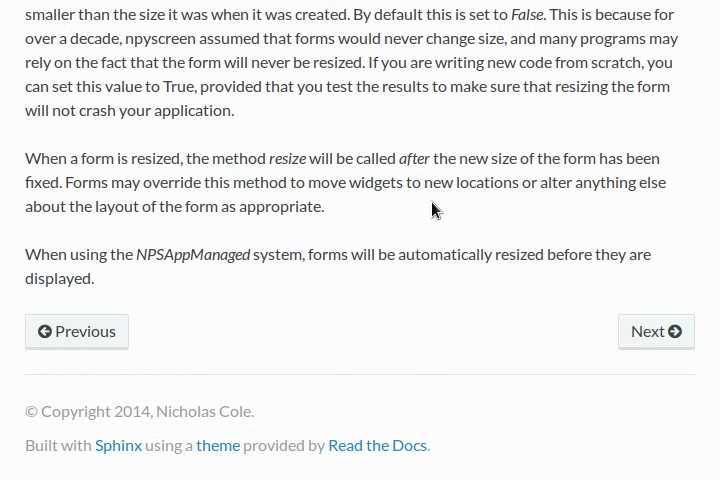 smaller than the size it was when it was created. By default this is set to False. This is because for
over a decade, npyscreen assumed that forms would never change size, and many programs may
rely on the fact that the form will never be resized. If you are writing new code from scratch, you
can set this value to True, provided that you test the results to make sure that resizing the form
will not crash your application.
When a form is resized, the method resize will be called after the new size of the form has been
fixed. Forms may override this method to move widgets to new locations or alter anything else
about the layout of the form as appropriate.
When using the NPSAppManaged system, forms will be automatically resized before they are
displayed.
Previous
Next
© Copyright 2014, Nicholas Cole.
Built with Sphinx using a theme provided by Read the Docs.